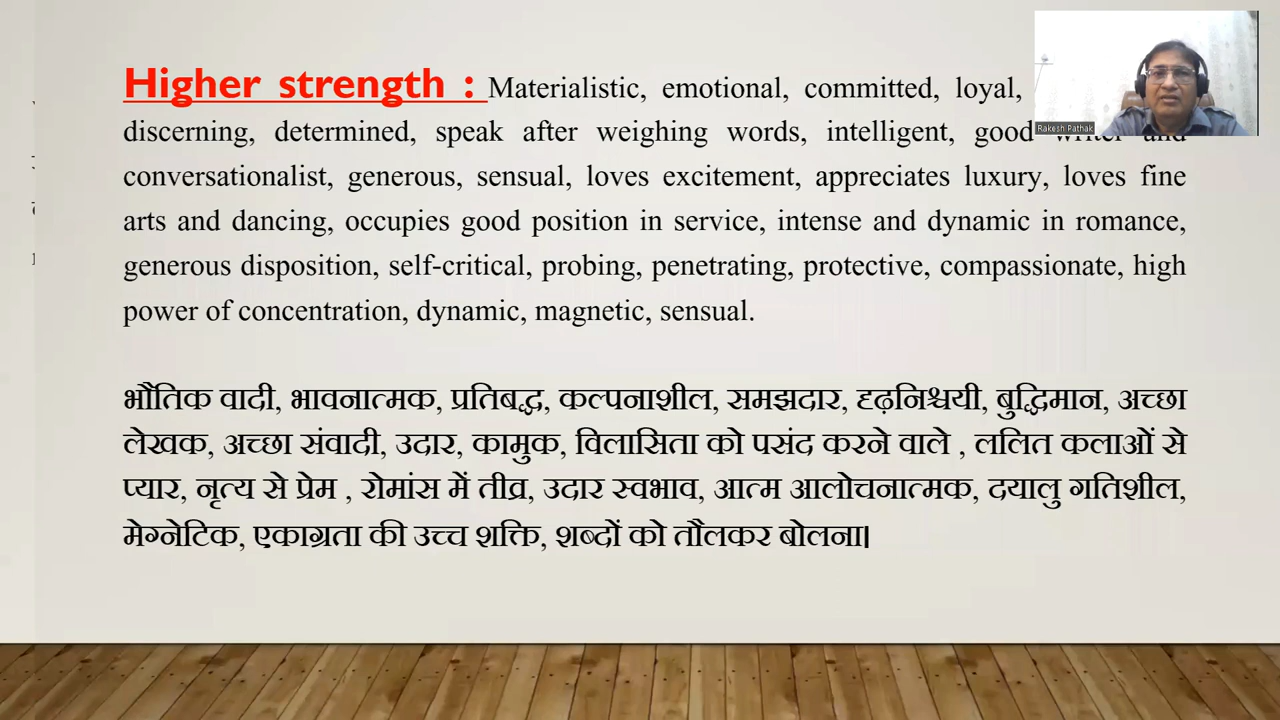 Higher strength : Materialistic, emotional, committed, loyal,
discerning, determined, speak after weighing words, intelligent, good writer and
conversationalist, generous, sensual, loves excitement, appreciates luxury, loves fine
arts and dancing, occupies good position in service, intense and dynamic in romance,
generous disposition, self-critical, probing, penetrating, protective, compassionate, high
power of concentration, dynamic, magnetic, sensual.
भौतिक वादी, भावनात्मक, प्रतिबद्ध, कल्पनाशील, समझदार, दृढ़निश्चयी, बुद्धिमान, अच्छा
लेखक, अच्छा संवादी, उदार, कामुक, विलासिता को पसंद करने वाले , ललित कलाओं से
प्यार, नृत्य से प्रेम , रोमांस में तीव्र, उदार स्वभाव, आत्म आलोचनात्मक, दयालु गतिशील,
मेग्नेटिक, एकाग्रता की उच्च शक्ति, शब्दों को तौलकर बोलना।
Rakesh Pathak